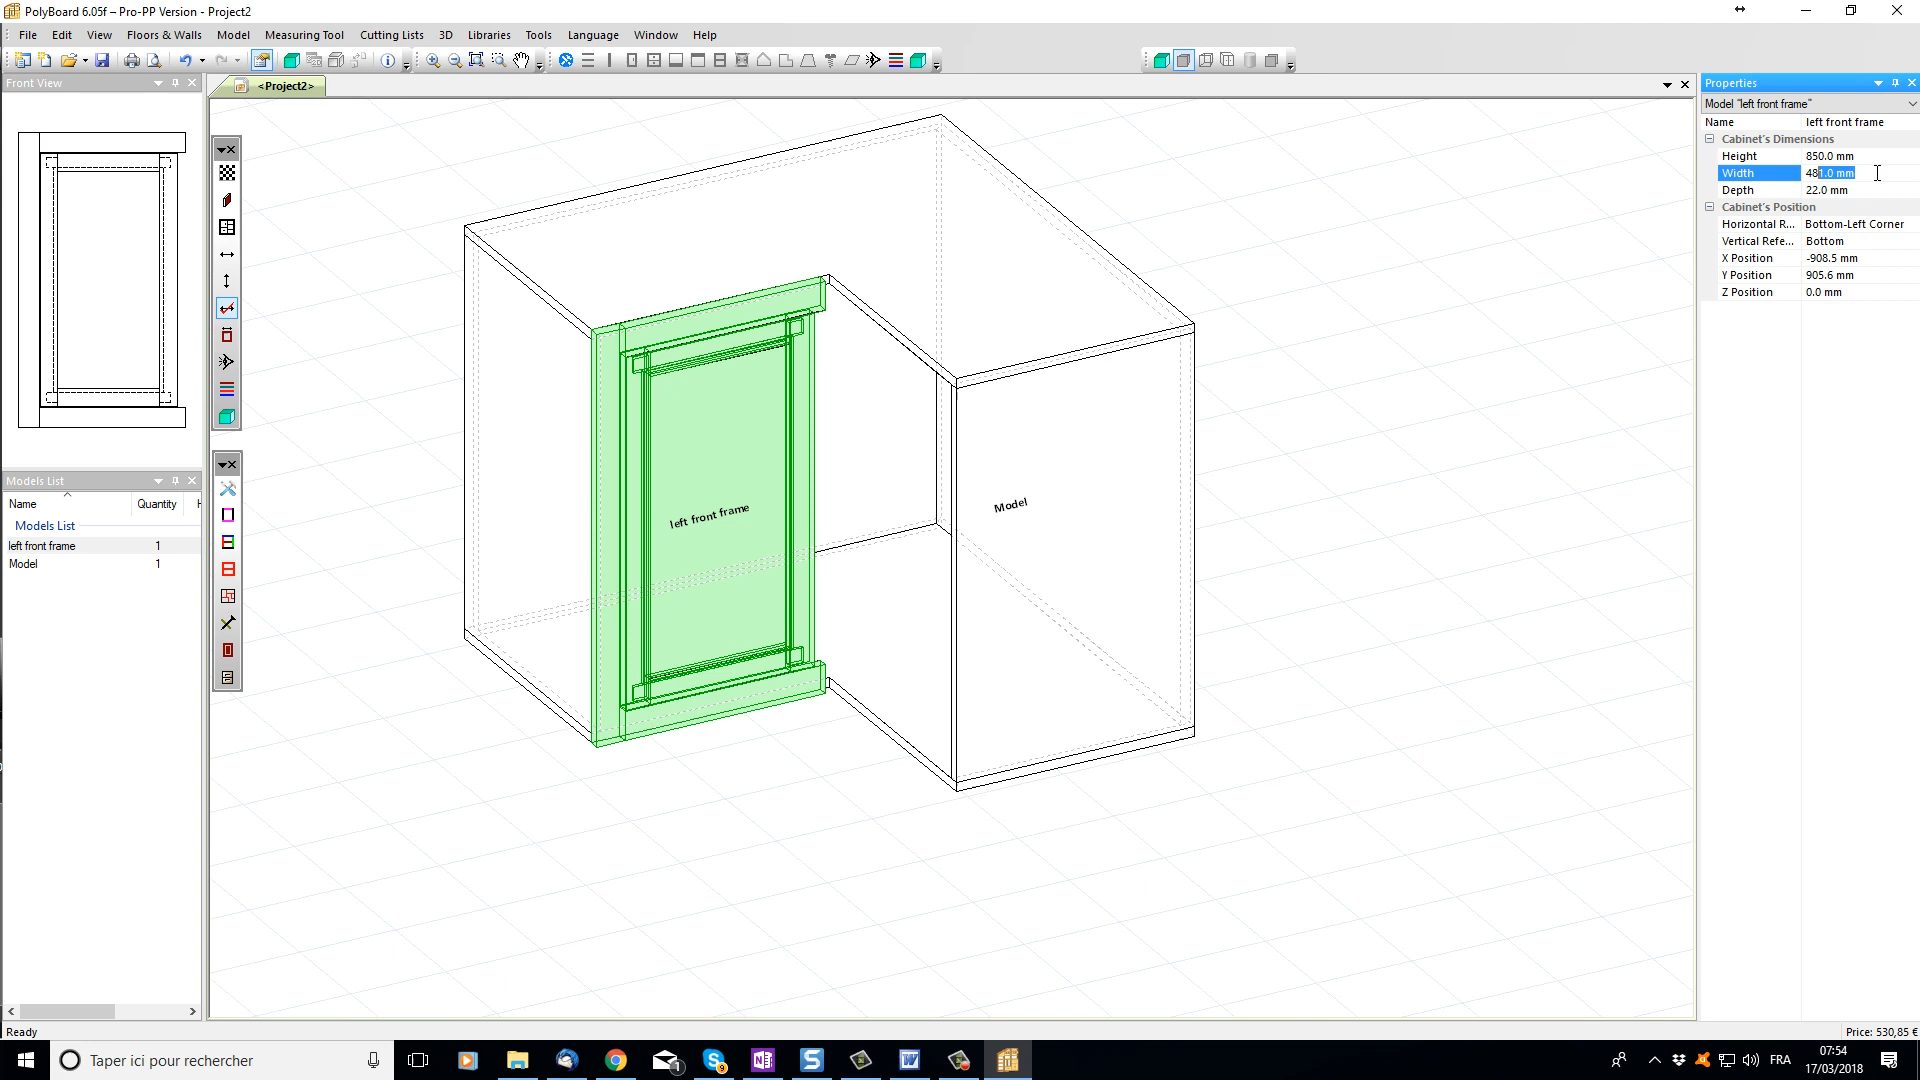 PolyBoard 6.05f – Pro-PP Version - Project2
File Edit View Floors & Walls Model Measuring Tool Cutting Lists 3D Libraries Tools Language Window Help
Front View
<Project2>
Properties
Model "left front frame"
Name left front frame
Cabinet's Dimensions
Height 850.0 mm
Width 481.0 mm
Depth 22.0 mm
Cabinet's Position
Horizontal R... Bottom-Left Corner
Vertical Refe... Bottom
X Position -908.5 mm
Y Position 905.6 mm
Z Position 0.0 mm
left front frame
Model
Models List
Name Quantity
Models List
left front frame 1
Model 1
Ready
Price: 530,85 €
Taper ici pour rechercher
1
9
FRA
07:54
17/03/2018